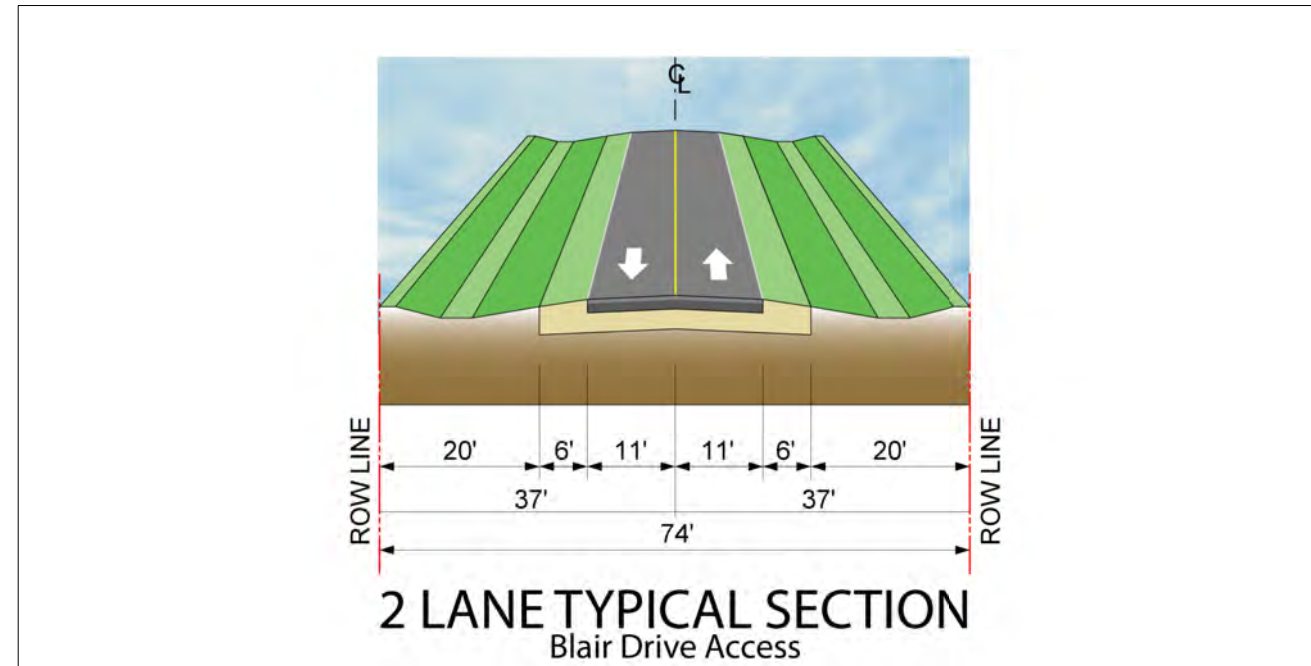 ℄
20' 6' 11' 11' 6' 20'
37' 37'
74'
ROW LINE
ROW LINE
2 LANE TYPICAL SECTION
Blair Drive Access